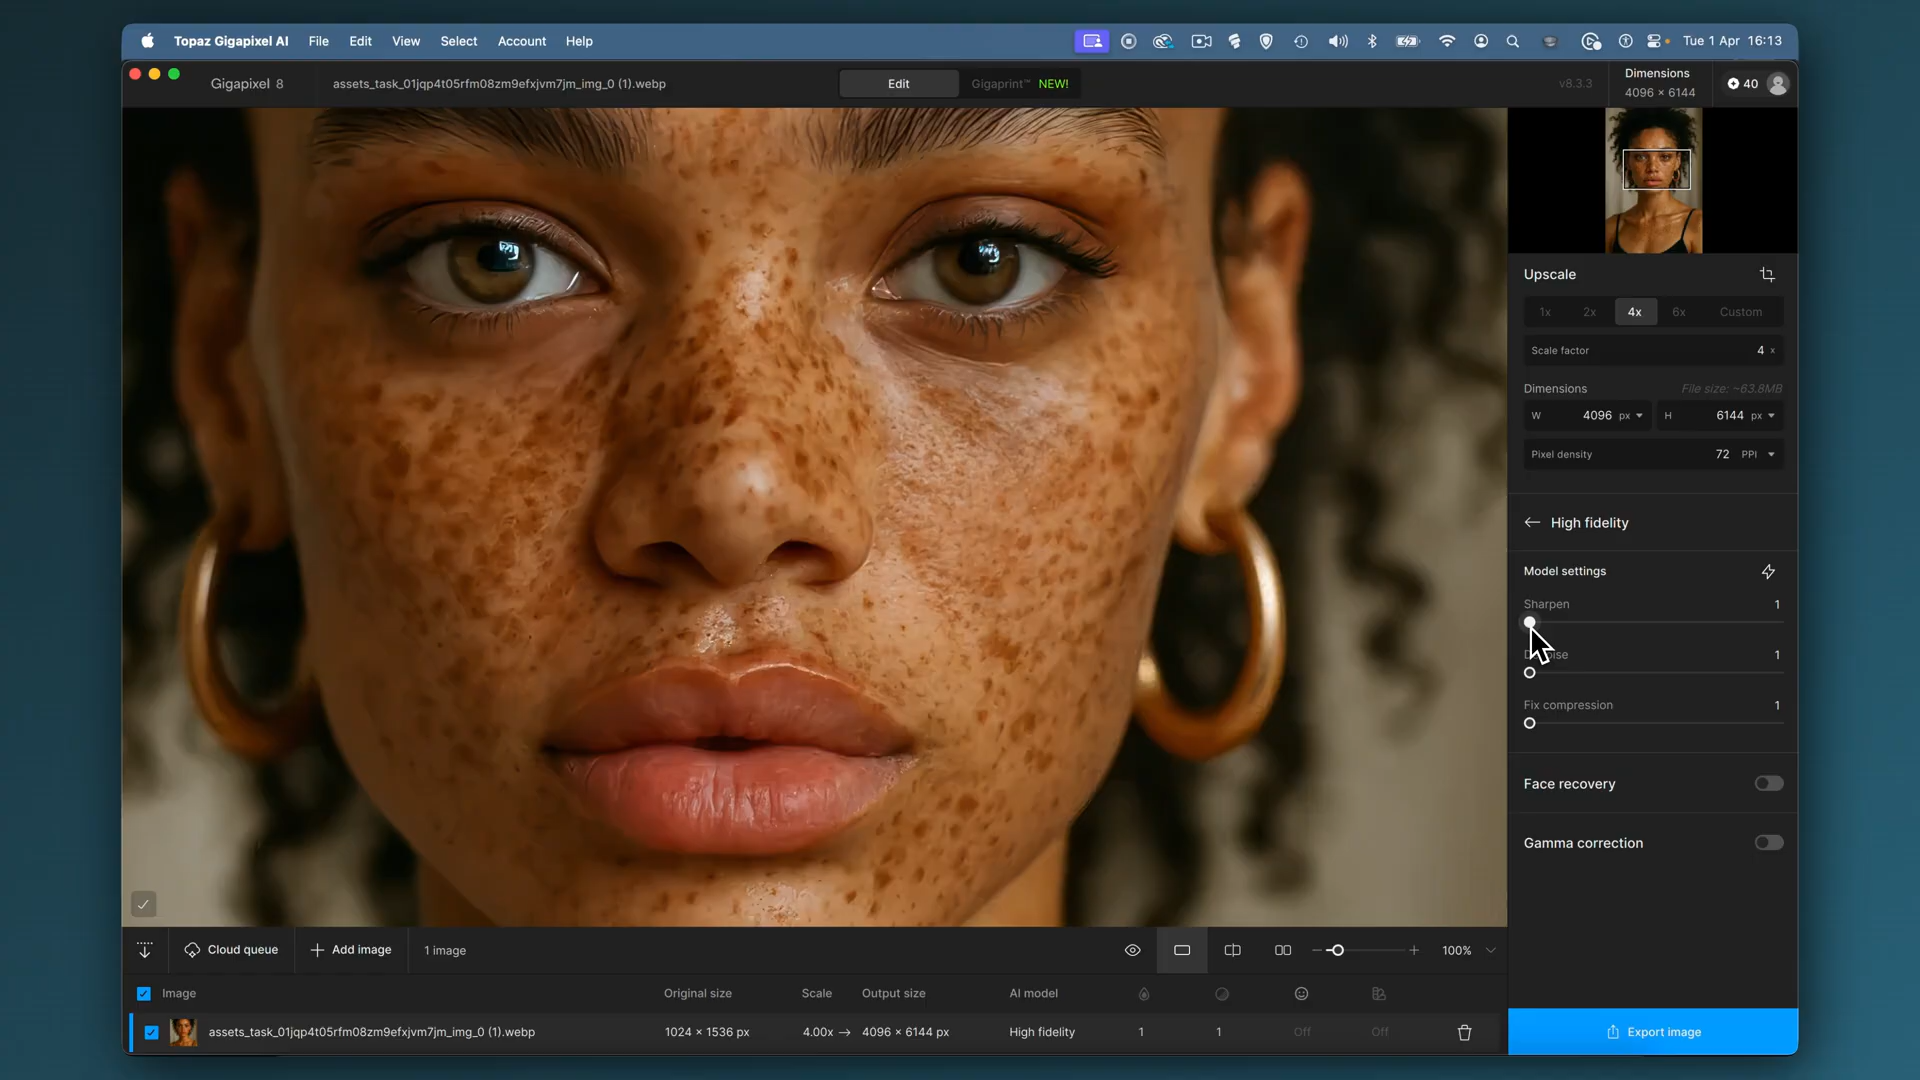 Topaz Gigapixel AI File Edit View Select Account Help Tue 1 Apr 16:13
Gigapixel 8 assets_task_01jqp4t05rfm08zm9efxjvm7jm_img_0 (1).webp Edit Gigaprint™ NEW! v8.3.3 Dimensions 40
4096 × 6144
Upscale
1x 2x 4x 6x Custom
Scale factor 4 x
Dimensions File size: ~63.8MB
W 4096 px H 6144 px
Pixel density 72 PPI
High fidelity
Model settings
Sharpen 1
1
Fix compression 1
Face recovery
Gamma correction
Cloud queue Add image 1 image 100%
Image Original size Scale Output size AI model
assets_task_01jqp4t05rfm08zm9efxjvm7jm_img_0 (1).webp 1024 × 1536 px 4.00x → 4096 × 6144 px High fidelity 1 1 Off Off
Export image